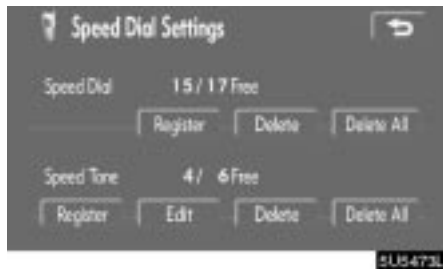 Speed Dial Settings
Speed Dial 15/17 Free
Register Delete Delete All
Speed Tone 4/ 6 Free
Register Edit Delete Delete All
5U5473L